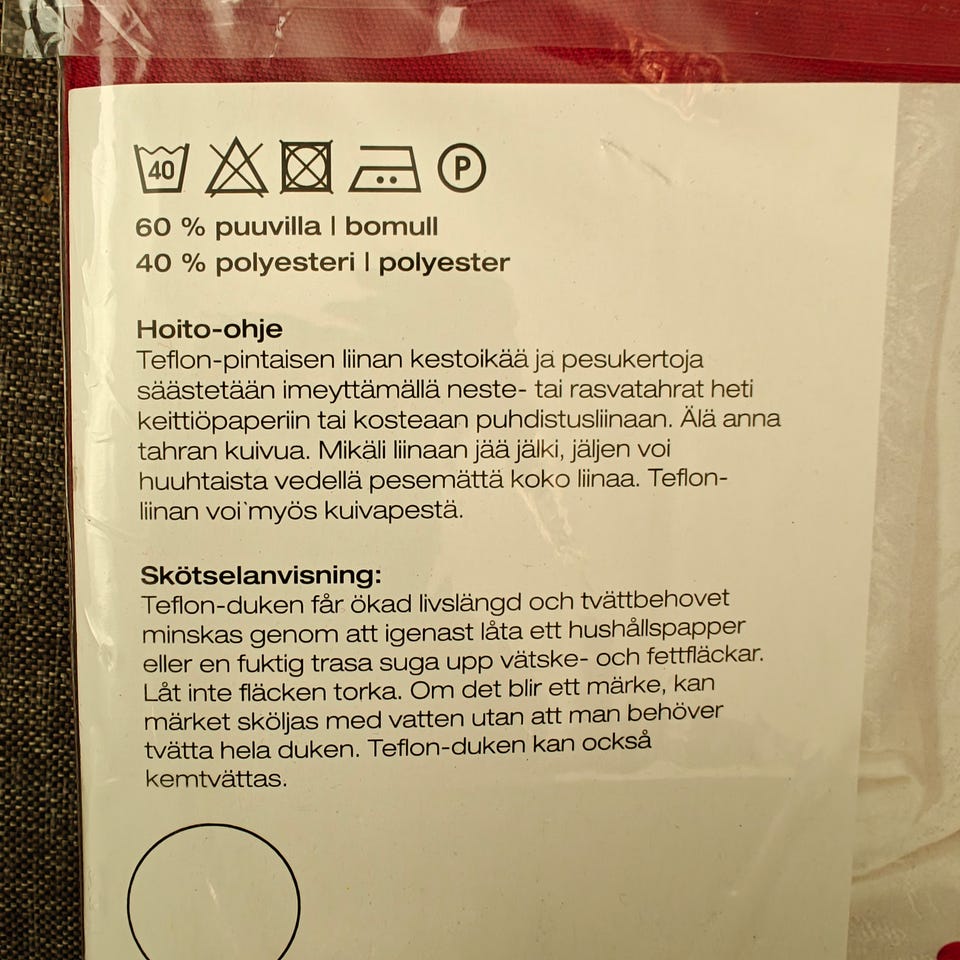 40 P
60 % puuvilla | bomull
40 % polyesteri | polyester
Hoito-ohje
Teflon-pintaisen liinan kestoikää ja pesukertoja
säästetään imeyttämällä neste- tai rasvatahrat heti
keittiöpaperiin tai kosteaan puhdistusliinaan. Älä anna
tahran kuivua. Mikäli liinaan jää jälki, jäljen voi
huuhtaista vedellä pesemättä koko liinaa. Teflon-
liinan voi`myös kuivapestä.
Skötselanvisning:
Teflon-duken får ökad livslängd och tvättbehovet
minskas genom att igenast låta ett hushållspapper
eller en fuktig trasa suga upp vätske- och fettfläckar.
Låt inte fläcken torka. Om det blir ett märke, kan
märket sköljas med vatten utan att man behöver
tvätta hela duken. Teflon-duken kan också
kemtvättas.